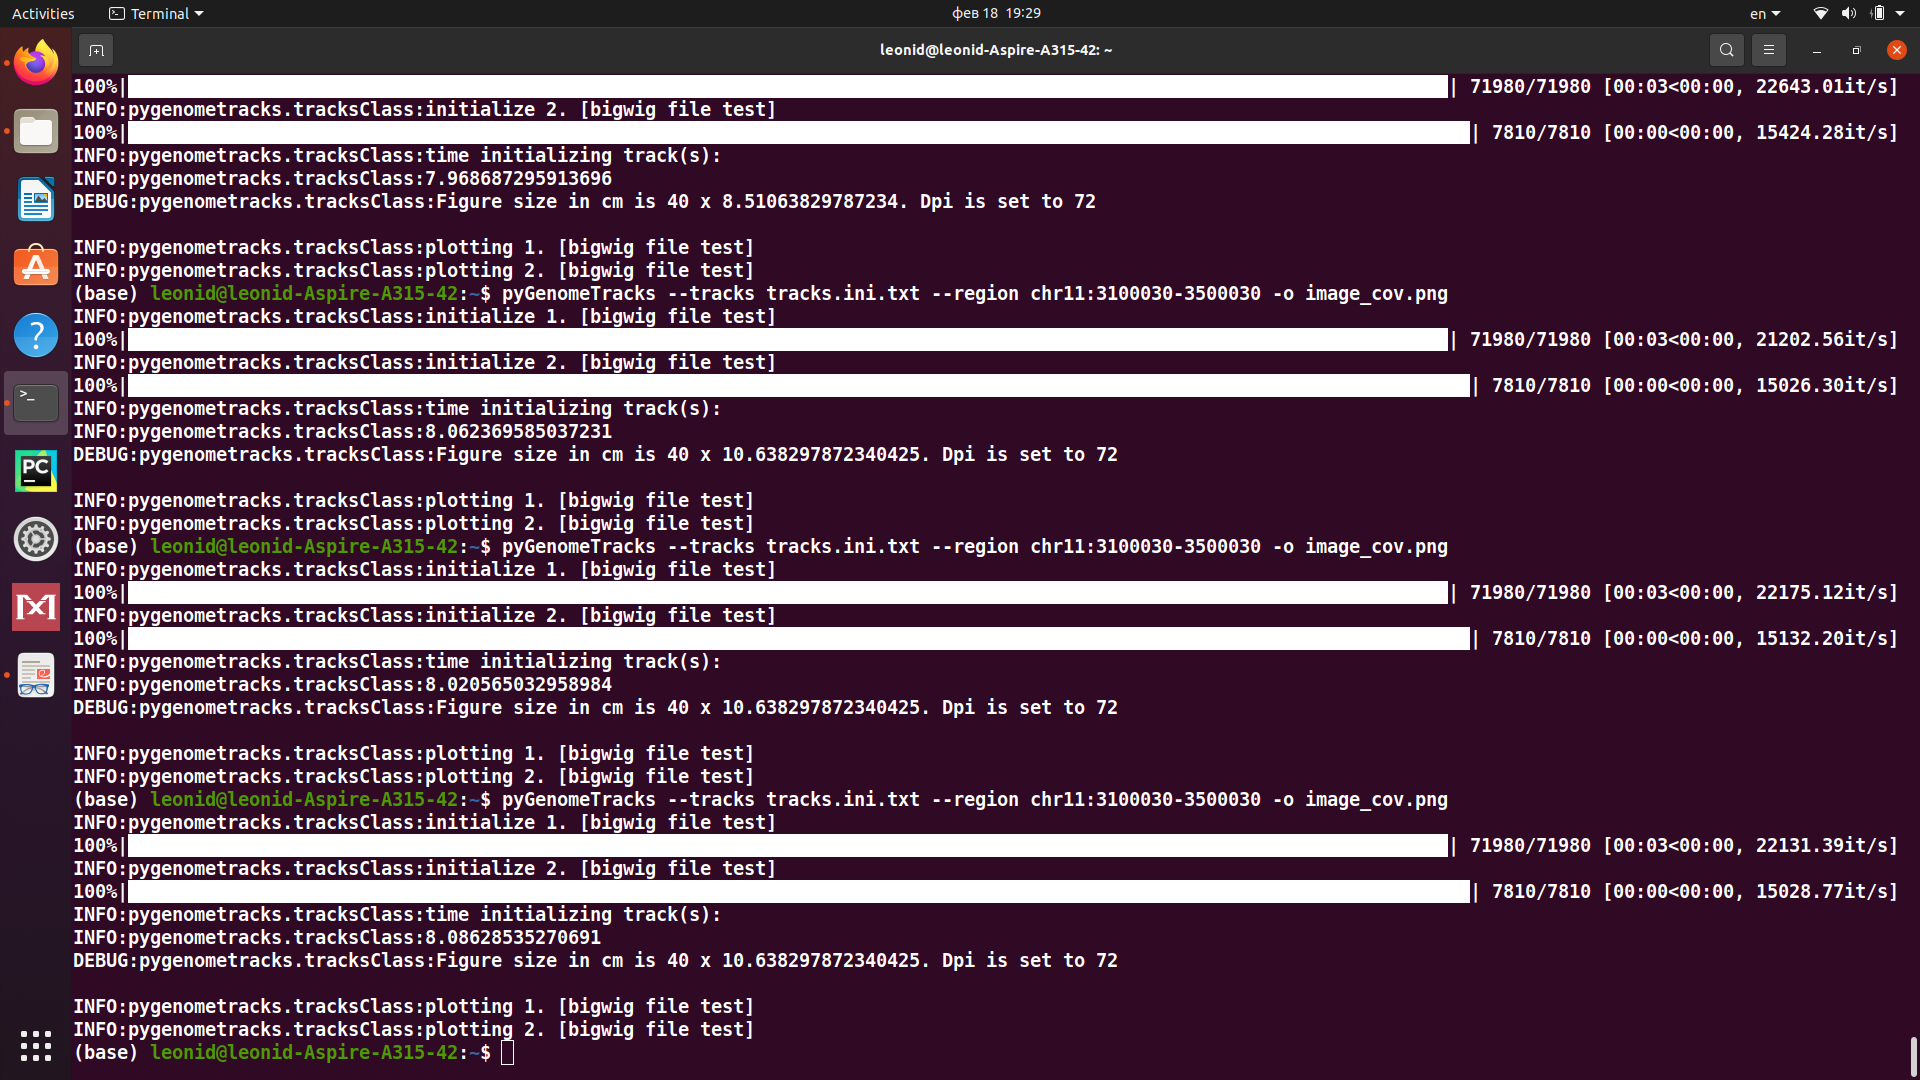 Activities
Terminal
фев 18 19:29
en
leonid@leonid-Aspire-A315-42: ~
100%| | 71980/71980 [00:03<00:00, 22643.01it/s]
INFO:pygenometracks.tracksClass:initialize 2. [bigwig file test]
100%| | 7810/7810 [00:00<00:00, 15424.28it/s]
INFO:pygenometracks.tracksClass:time initializing track(s):
INFO:pygenometracks.tracksClass:7.968687295913696
DEBUG:pygenometracks.tracksClass:Figure size in cm is 40 x 8.51063829787234. Dpi is set to 72
INFO:pygenometracks.tracksClass:plotting 1. [bigwig file test]
INFO:pygenometracks.tracksClass:plotting 2. [bigwig file test]
(base) leonid@leonid-Aspire-A315-42:~$ pyGenomeTracks --tracks tracks.ini.txt --region chr11:3100030-3500030 -o image_cov.png
INFO:pygenometracks.tracksClass:initialize 1. [bigwig file test]
100%| | 71980/71980 [00:03<00:00, 21202.56it/s]
INFO:pygenometracks.tracksClass:initialize 2. [bigwig file test]
100%| | 7810/7810 [00:00<00:00, 15026.30it/s]
INFO:pygenometracks.tracksClass:time initializing track(s):
INFO:pygenometracks.tracksClass:8.062369585037231
DEBUG:pygenometracks.tracksClass:Figure size in cm is 40 x 10.638297872340425. Dpi is set to 72
INFO:pygenometracks.tracksClass:plotting 1. [bigwig file test]
INFO:pygenometracks.tracksClass:plotting 2. [bigwig file test]
(base) leonid@leonid-Aspire-A315-42:~$ pyGenomeTracks --tracks tracks.ini.txt --region chr11:3100030-3500030 -o image_cov.png
INFO:pygenometracks.tracksClass:initialize 1. [bigwig file test]
100%| | 71980/71980 [00:03<00:00, 22175.12it/s]
INFO:pygenometracks.tracksClass:initialize 2. [bigwig file test]
100%| | 7810/7810 [00:00<00:00, 15132.20it/s]
INFO:pygenometracks.tracksClass:time initializing track(s):
INFO:pygenometracks.tracksClass:8.020565032958984
DEBUG:pygenometracks.tracksClass:Figure size in cm is 40 x 10.638297872340425. Dpi is set to 72
INFO:pygenometracks.tracksClass:plotting 1. [bigwig file test]
INFO:pygenometracks.tracksClass:plotting 2. [bigwig file test]
(base) leonid@leonid-Aspire-A315-42:~$ pyGenomeTracks --tracks tracks.ini.txt --region chr11:3100030-3500030 -o image_cov.png
INFO:pygenometracks.tracksClass:initialize 1. [bigwig file test]
100%| | 71980/71980 [00:03<00:00, 22131.39it/s]
INFO:pygenometracks.tracksClass:initialize 2. [bigwig file test]
100%| | 7810/7810 [00:00<00:00, 15028.77it/s]
INFO:pygenometracks.tracksClass:time initializing track(s):
INFO:pygenometracks.tracksClass:8.08628535270691
DEBUG:pygenometracks.tracksClass:Figure size in cm is 40 x 10.638297872340425. Dpi is set to 72
INFO:pygenometracks.tracksClass:plotting 1. [bigwig file test]
INFO:pygenometracks.tracksClass:plotting 2. [bigwig file test]
(base) leonid@leonid-Aspire-A315-42:~$
PC